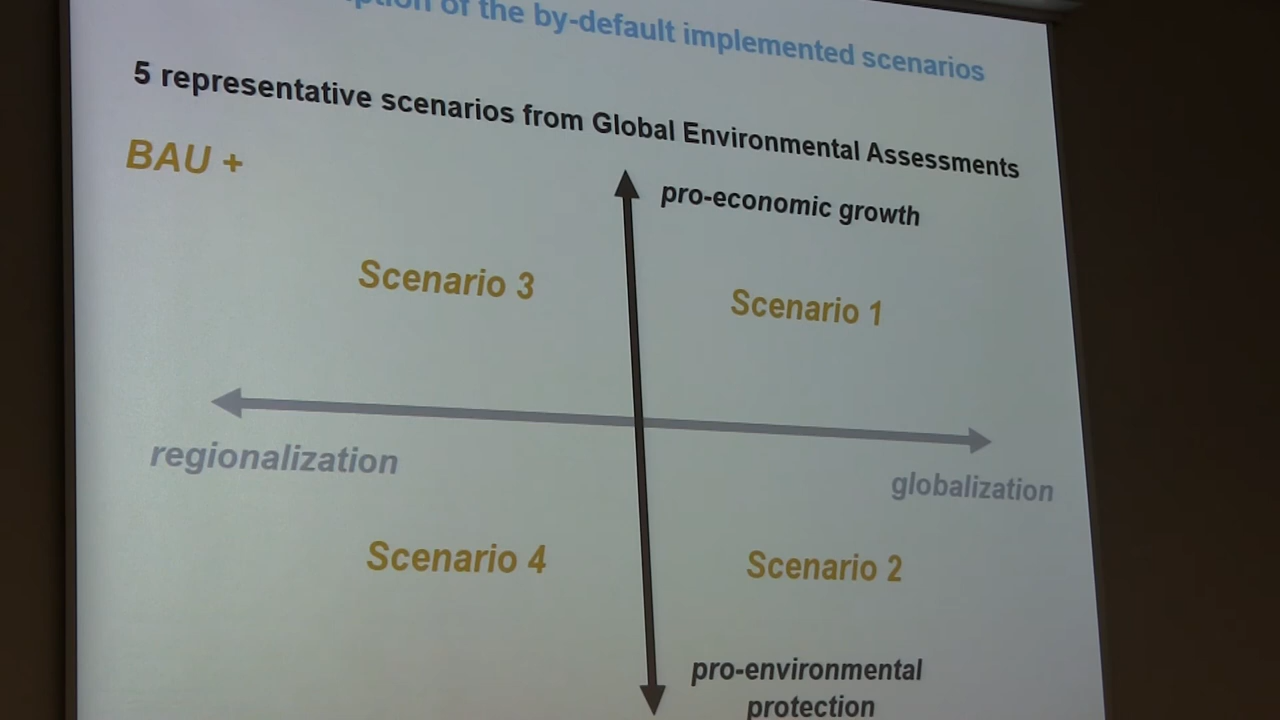 of the by-default implemented scenarios
5 representative scenarios from Global Environmental Assessments
BAU +
pro-economic growth
Scenario 3
Scenario 1
regionalization
globalization
Scenario 4
Scenario 2
pro-environmental
protection